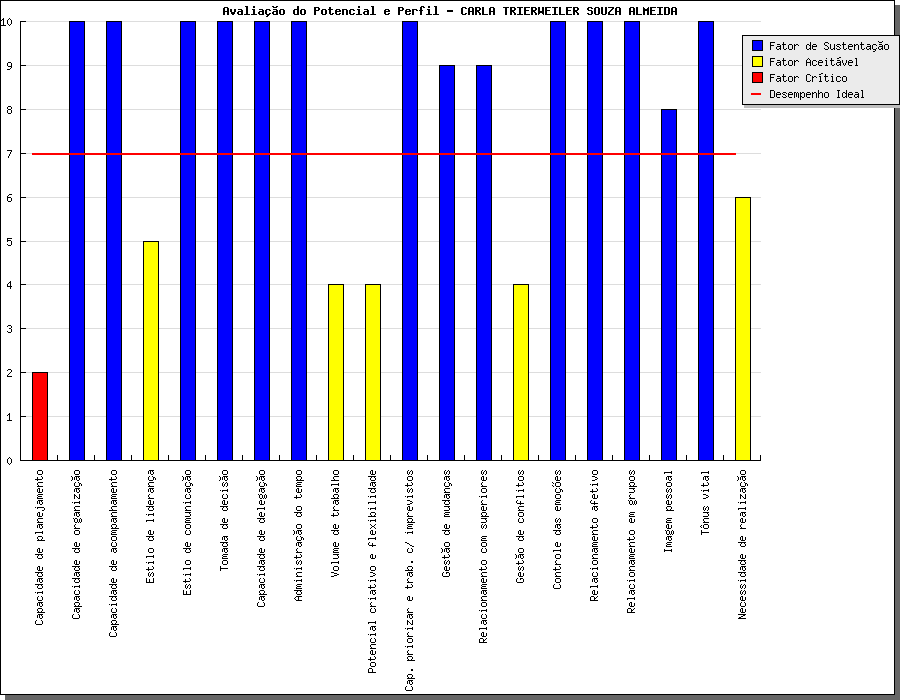 Avaliação do Potencial e Perfil - CARLA TRIERWEILER SOUZA ALMEIDA
10
9
8
7
6
5
4
3
2
1
0
Fator de Sustentação
Fator Aceitável
Fator Crítico
Desempenho Ideal
Capacidade de planejamento
Capacidade de organização
Capacidade de acompanhamento
Estilo de liderança
Estilo de comunicação
Tomada de decisão
Capacidade de delegação
Administração do tempo
Volume de trabalho
Potencial criativo e flexibilidade
Cap. priorizar e trab. c/ imprevistos
Gestão de mudanças
Relacionamento com superiores
Gestão de conflitos
Controle das emoções
Relacionamento afetivo
Relacionamento em grupos
Imagem pessoal
Tônus vital
Necessidade de realização